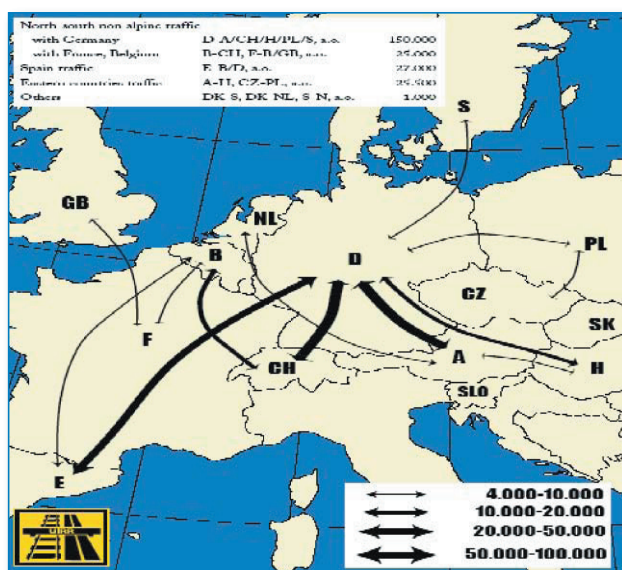 North-south non alpine traffic
with Germany D-A/CH/H/PL/S, a.o. 150.000
with France, Belgium B-CH, F-B/GB, a.o. 25.000
Spain traffic E-B/D, a.o. 27.000
Eastern countries traffic A-H, CZ-PL, a.o. 25.500
Others DK-S, DK-NL, S-N, a.o. 1.000
S
GB
NL
B
D
PL
CZ
F
SK
CH
A
H
SLO
E
UIRR
4.000-10.000
10.000-20.000
20.000-50.000
50.000-100.000